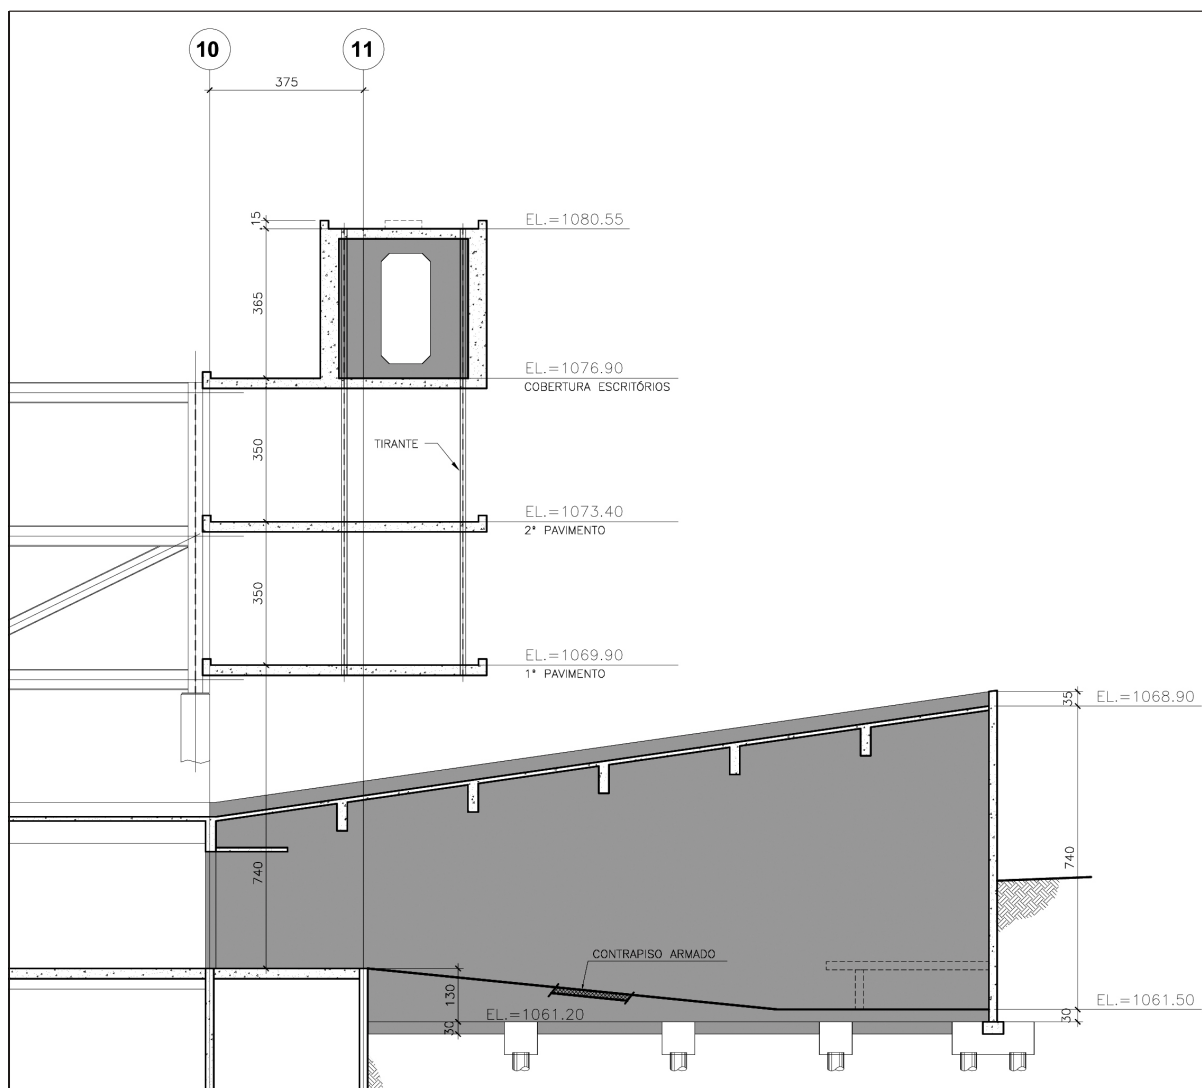 10
11
375
15
EL.=1080.55
365
EL.=1076.90
COBERTURA ESCRITÓRIOS
350
TIRANTE
EL.=1073.40
2ª PAVIMENTO
350
EL.=1069.90
1ª PAVIMENTO
35
EL.=1068.90
740
740
CONTRAPISO ARMADO
130
EL.=1061.20
30
EL.=1061.50
30